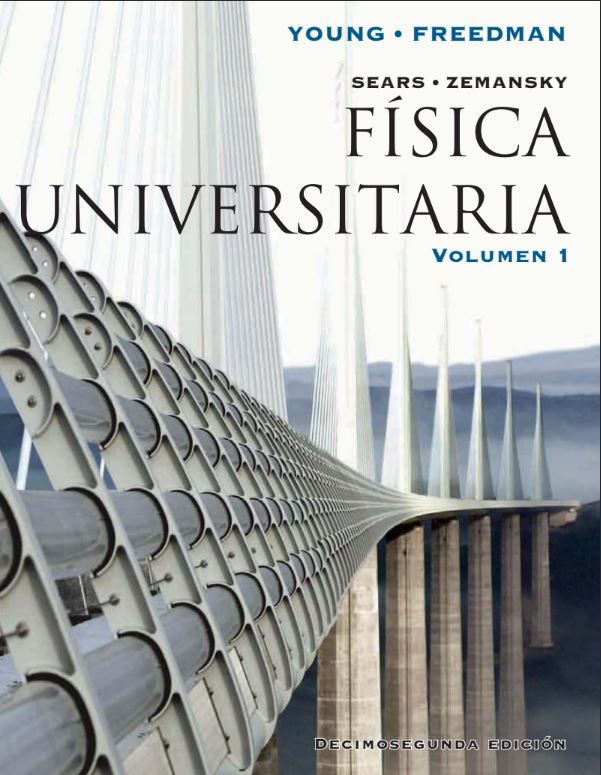 YOUNG • FREEDMAN
SEARS • ZEMANSKY
FÍSICA
UNIVERSITARIA
VOLUMEN 1
DECIMOSEGUNDA EDICIÓN